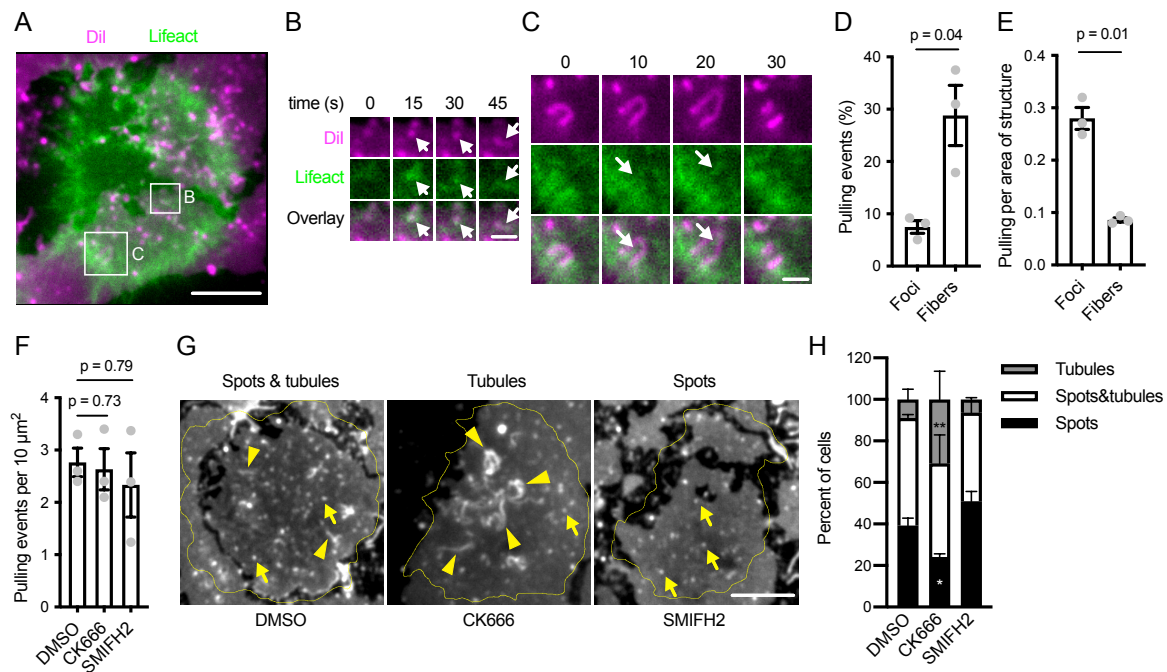 A
DiI Lifeact
B
C
B
time (s) 0 15 30 45
DiI
Lifeact
Overlay
C
0 10 20 30
D
p = 0.04
Pulling events (%)
40
30
20
10
0
Foci Fibers
E
p = 0.01
Pulling per area of structure
0.4
0.3
0.2
0.1
0.0
Foci Fibers
F
p = 0.79
p = 0.73
Pulling events per 10 µm²
4
3
2
1
0
DMSO CK666 SMIFH2
G
Spots & tubules Tubules Spots
DMSO CK666 SMIFH2
H
Percent of cells
120
100
80
60
40
20
0
**
*
DMSO CK666 SMIFH2
Tubules
Spots&tubules
Spots